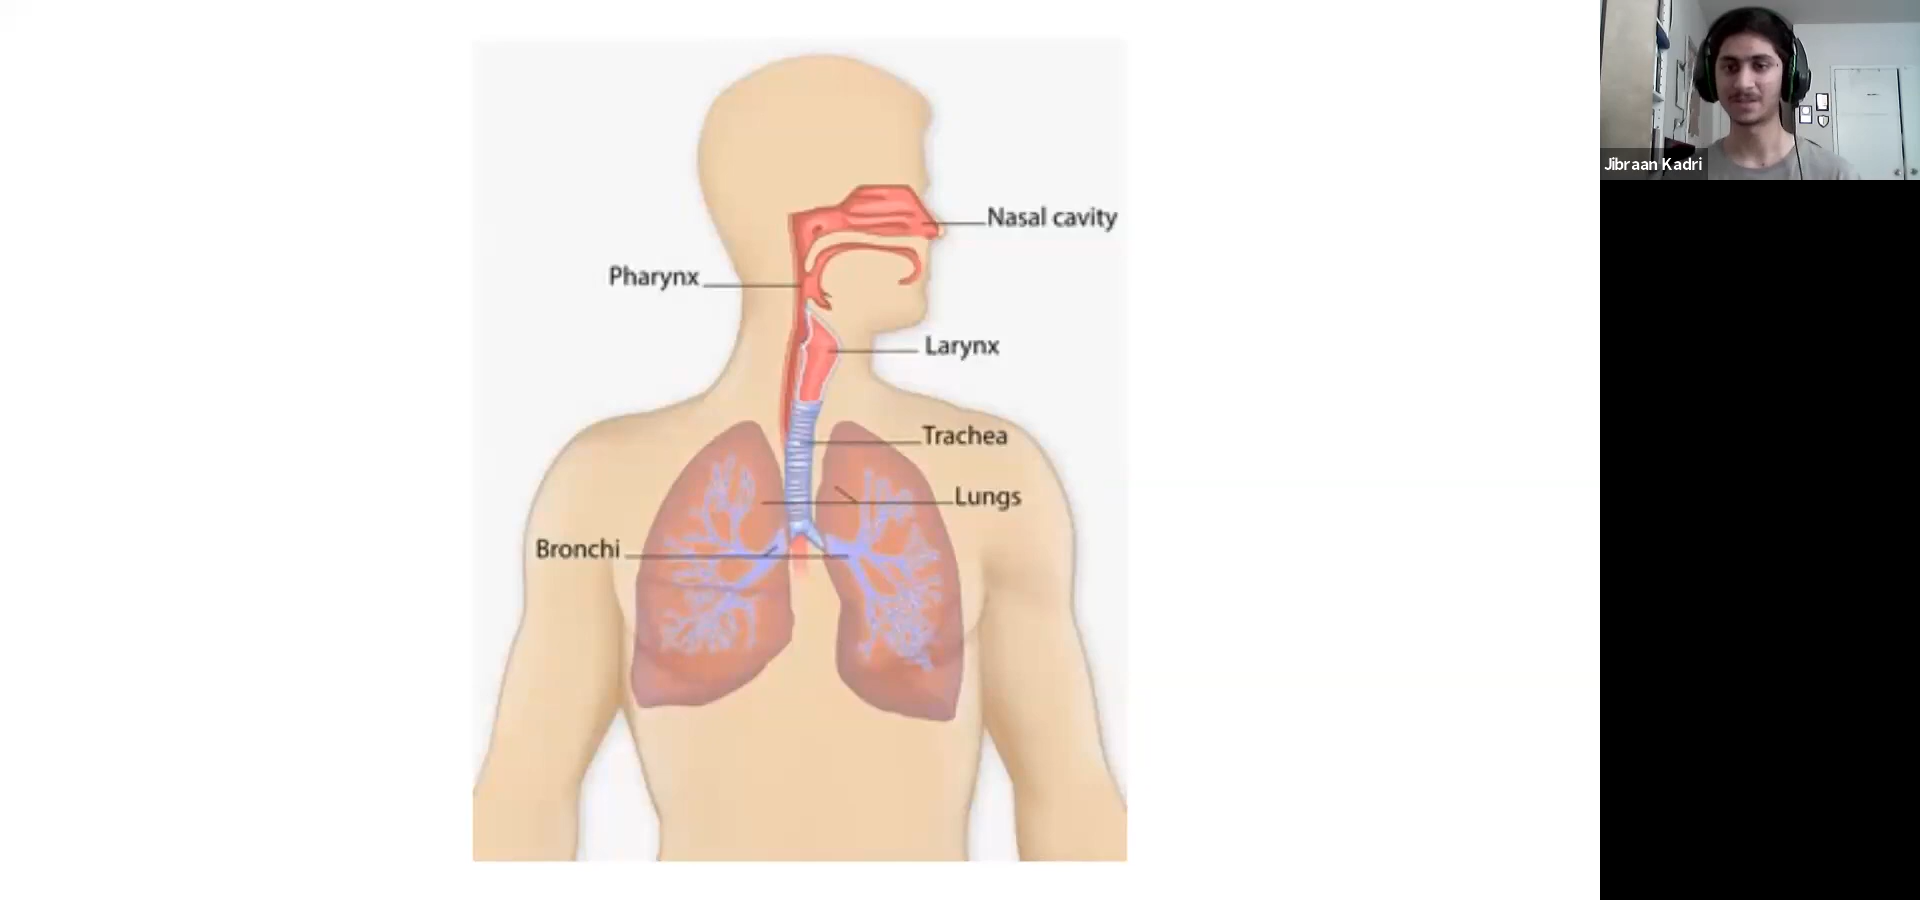 Nasal cavity
Pharynx
Larynx
Trachea
Lungs
Bronchi
Jibraan Kadri